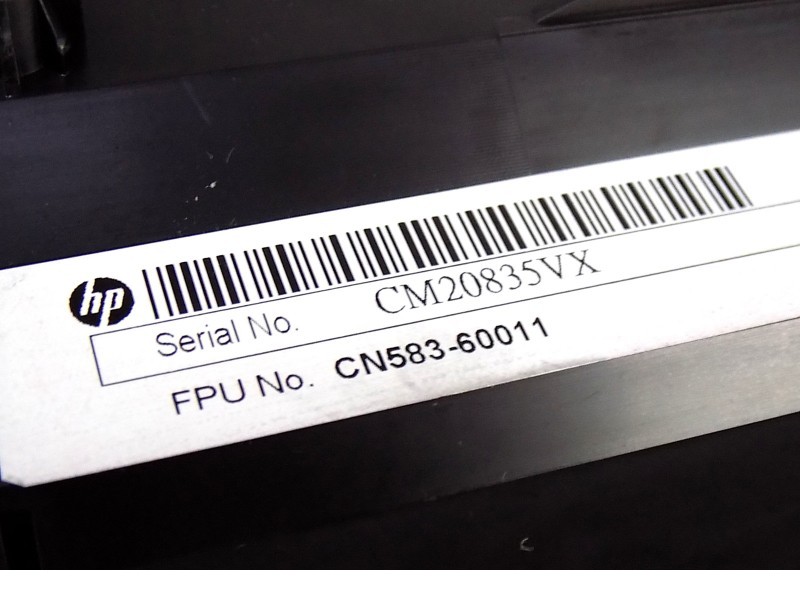 hp
Serial No. CM20835VX
FPU No. CN583-60011